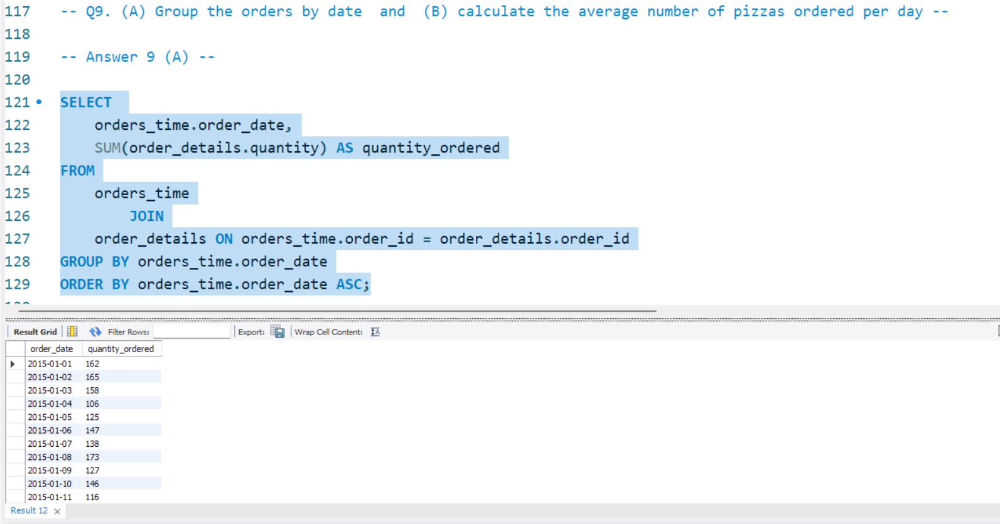 117 -- Q9. (A) Group the orders by date  and  (B) calculate the average number of pizzas ordered per day --
118
119 -- Answer 9 (A) --
120
121 SELECT
122     orders_time.order_date,
123     SUM(order_details.quantity) AS quantity_ordered
124 FROM
125     orders_time
126         JOIN
127     order_details ON orders_time.order_id = order_details.order_id
128 GROUP BY orders_time.order_date
129 ORDER BY orders_time.order_date ASC;
Result Grid Filter Rows: Export: Wrap Cell Content:
order_date quantity_ordered
2015-01-01 162
2015-01-02 165
2015-01-03 158
2015-01-04 106
2015-01-05 125
2015-01-06 147
2015-01-07 138
2015-01-08 173
2015-01-09 127
2015-01-10 146
2015-01-11 116
Result 12